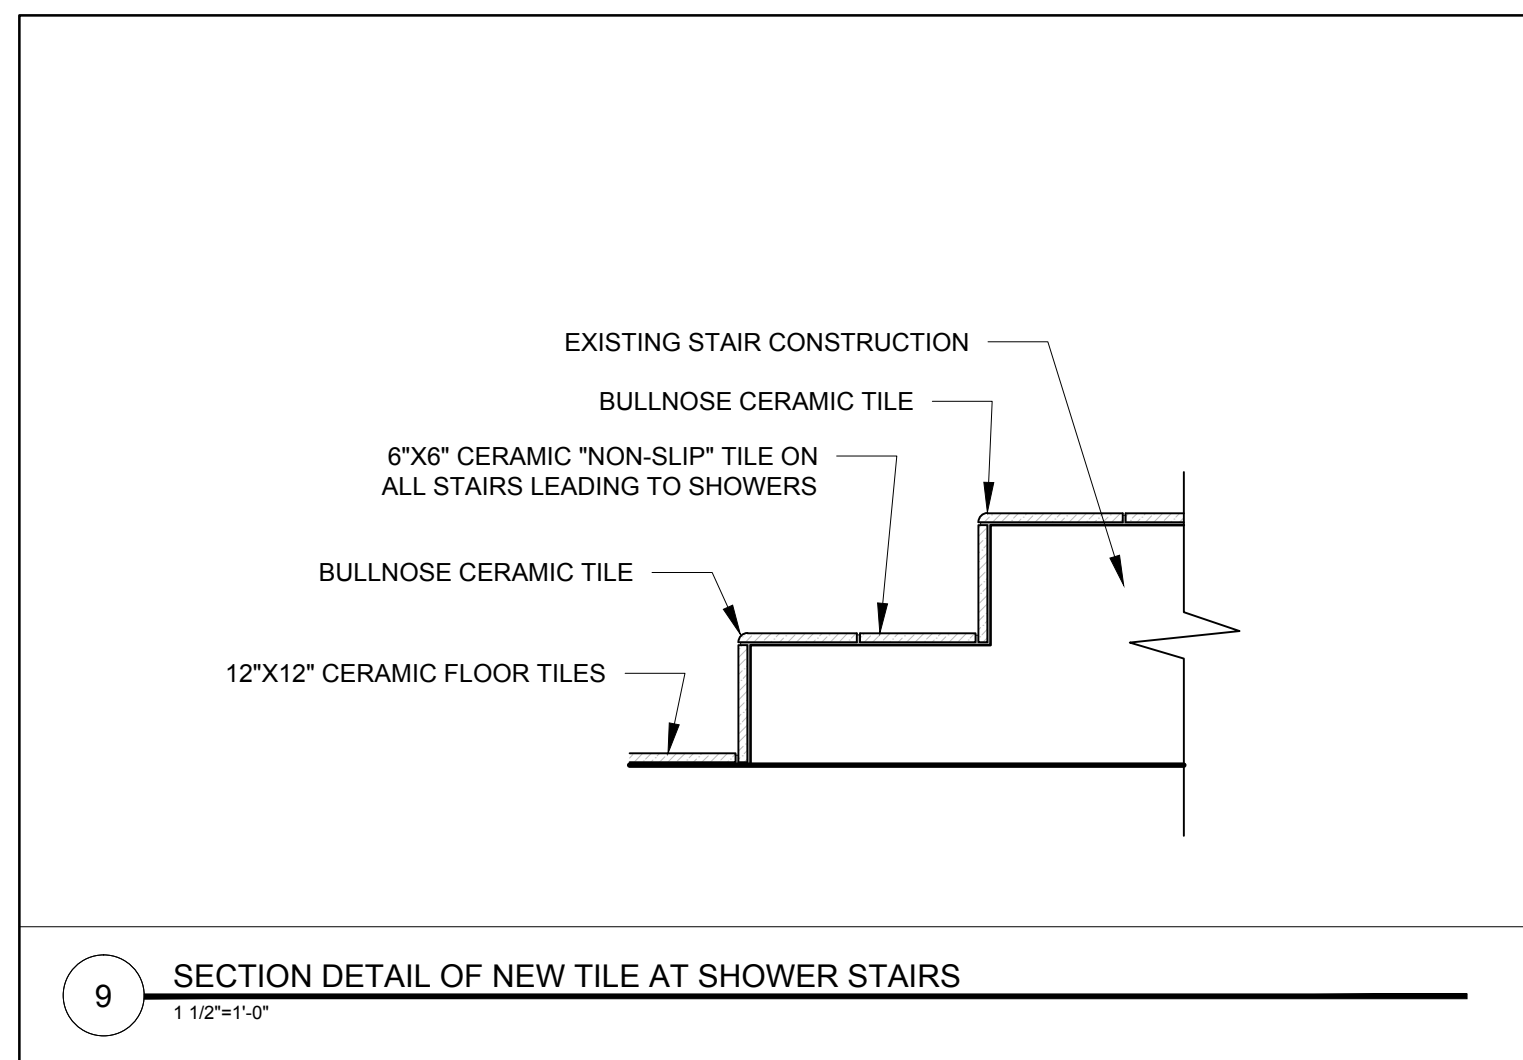 EXISTING STAIR CONSTRUCTION
BULLNOSE CERAMIC TILE
6"X6" CERAMIC "NON-SLIP" TILE ON
ALL STAIRS LEADING TO SHOWERS
BULLNOSE CERAMIC TILE
12"X12" CERAMIC FLOOR TILES
9
SECTION DETAIL OF NEW TILE AT SHOWER STAIRS
1 1/2"=1'-0"